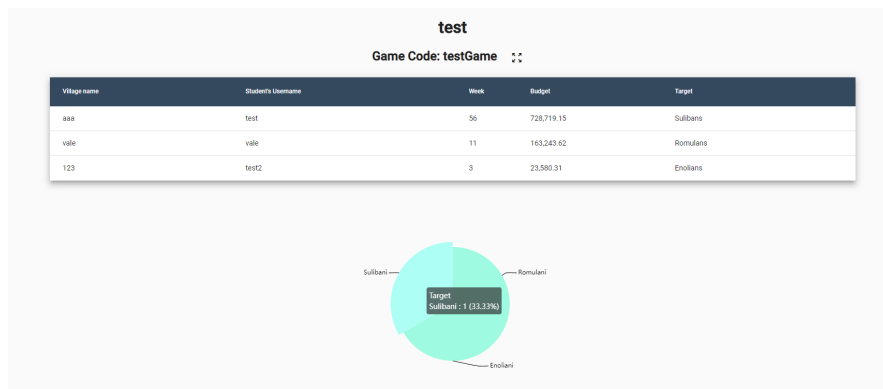 test
Game Code: testGame
Village name Student's Username Week Budget Target
aaa test 56 728,719.15 Sulibans
vale vale 11 163,243.62 Romulans
123 test2 3 23,580.31 Enolians
Sulibani Romulani
Target
Sulibani : 1 (33.33%)
Enoliani